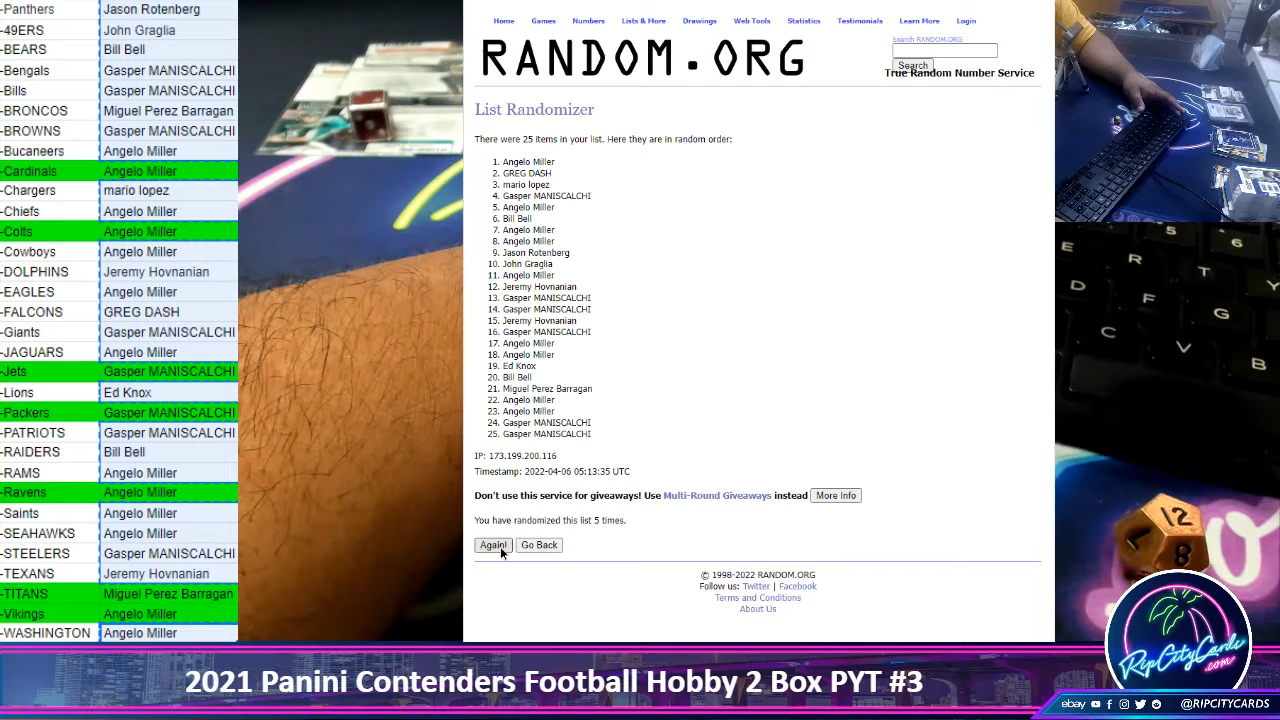 -Panthers Jason Rotenberg
-49ERS John Graglia
-BEARS Bill Bell
-Bengals Gasper MANISCALCHI
-Bills Gasper MANISCALCHI
-BRONCOS Miguel Perez Barragan
-BROWNS Gasper MANISCALCHI
-Bucaneers Angelo Miller
-Cardinals Angelo Miller
-Chargers mario lopez
-Chiefs Angelo Miller
-Colts Angelo Miller
-Cowboys Angelo Miller
-DOLPHINS Jeremy Hovnanian
-EAGLES Angelo Miller
-FALCONS GREG DASH
-Giants Gasper MANISCALCHI
-JAGUARS Angelo Miller
-Jets Gasper MANISCALCHI
-Lions Ed Knox
-Packers Gasper MANISCALCHI
-PATRIOTS Gasper MANISCALCHI
-RAIDERS Bill Bell
-RAMS Angelo Miller
-Ravens Angelo Miller
-Saints Angelo Miller
-SEAHAWKS Angelo Miller
-STEELERS Gasper MANISCALCHI
-TEXANS Jeremy Hovnanian
-TITANS Miguel Perez Barragan
-Vikings Angelo Miller
-WASHINGTON Angelo Miller
Home Games Numbers Lists & More Drawings Web Tools Statistics Testimonials Learn More Login
RANDOM.ORG
Search RANDOM.ORG
Search
True Random Number Service
List Randomizer
There were 25 items in your list. Here they are in random order:
1. Angelo Miller
2. GREG DASH
3. mario lopez
4. Gasper MANISCALCHI
5. Angelo Miller
6. Bill Bell
7. Angelo Miller
8. Angelo Miller
9. Jason Rotenberg
10. John Graglia
11. Angelo Miller
12. Jeremy Hovnanian
13. Gasper MANISCALCHI
14. Gasper MANISCALCHI
15. Jeremy Hovnanian
16. Gasper MANISCALCHI
17. Angelo Miller
18. Angelo Miller
19. Ed Knox
20. Bill Bell
21. Miguel Perez Barragan
22. Angelo Miller
23. Angelo Miller
24. Gasper MANISCALCHI
25. Gasper MANISCALCHI
IP: 173.199.200.116
Timestamp: 2022-04-06 05:13:35 UTC
Don't use this service for giveaways! Use Multi-Round Giveaways instead More Info
You have randomized this list 5 times.
Again! Go Back
© 1998-2022 RANDOM.ORG
Follow us: Twitter | Facebook
Terms and Conditions
About Us
E R 5 6
T Y
D F G
C V B
12
8
RipCityCards
.com
2021 Panini Contenders Football Hobby 2 Box PYT #3
ebay @RIPCITYCARDS